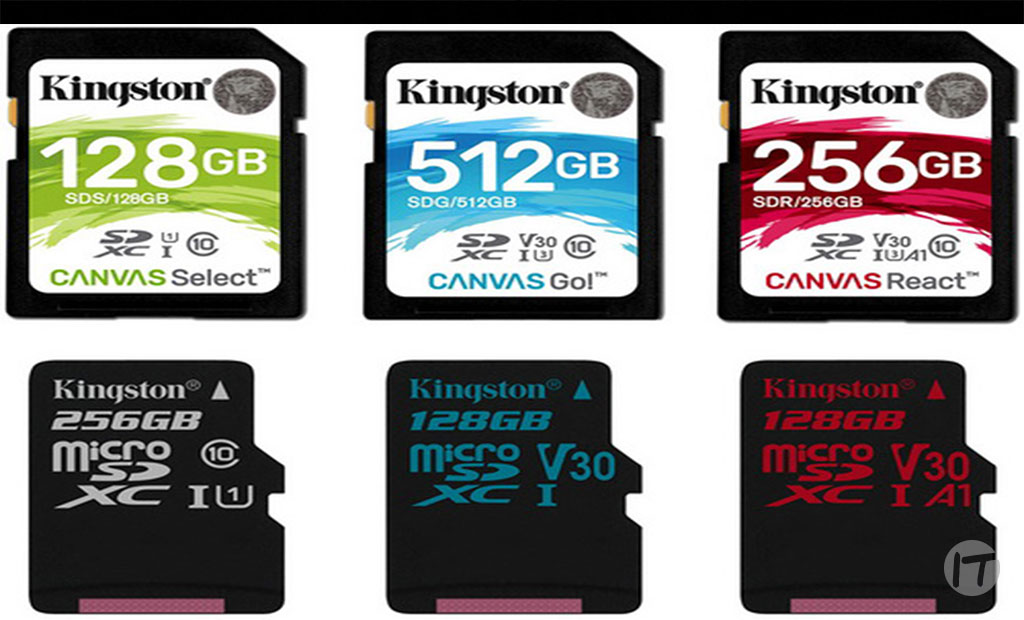 Kingston®
128GB
SDS/128GB
SD XC I U1 10
CANVAS Select™
Kingston®
512GB
SDG/512GB
SD XC V30 I U3 10
CANVAS Go!™
Kingston®
256GB
SDR/256GB
SD XC V30 I U3 A1 10
CANVAS React™
Kingston®
256GB
micro SD XC 10
I U1
Kingston®
128GB
micro SD XC V30
I
Kingston®
128GB
micro SD XC V30
I A1
IT